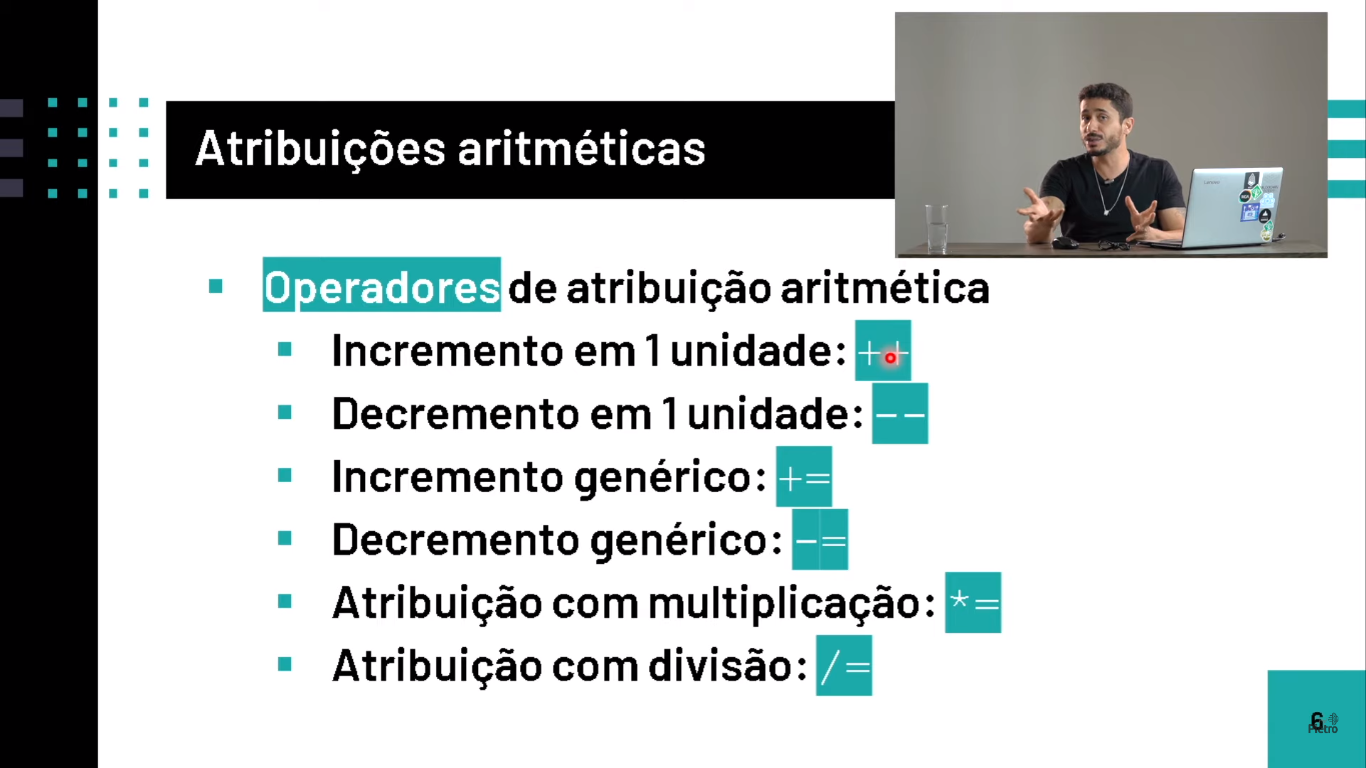 Atribuições aritméticas
Operadores de atribuição aritmética
Incremento em 1 unidade: ++
Decremento em 1 unidade: --
Incremento genérico: +=
Decremento genérico: -=
Atribuição com multiplicação: *=
Atribuição com divisão: /=
6
Pietro